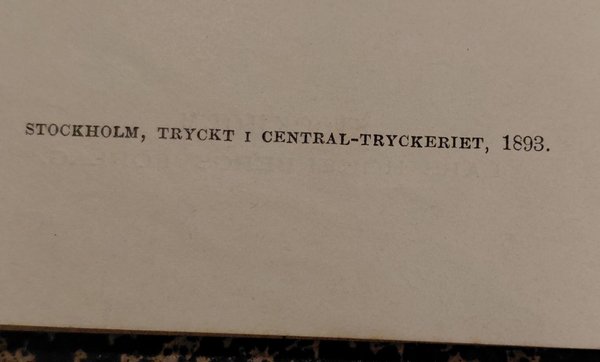 STOCKHOLM, TRYCKT I CENTRAL-TRYCKERIET, 1893.